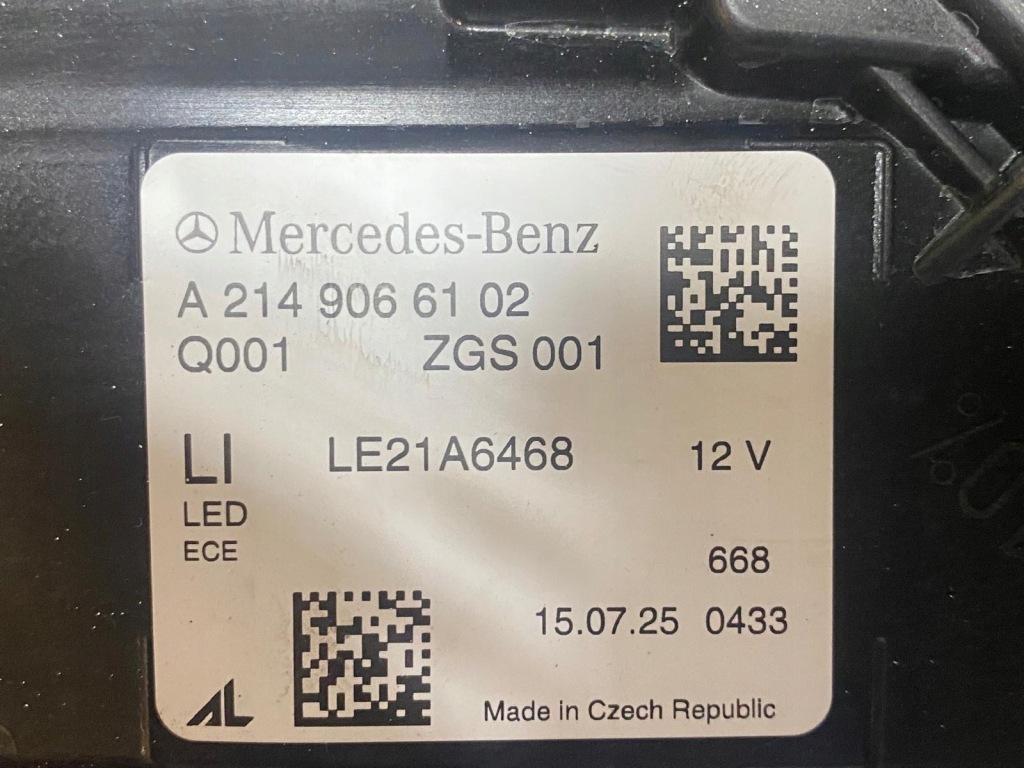 Mercedes-Benz
A 214 906 61 02
Q001 ZGS 001
LI LE21A6468 12 V
LED
ECE
668
15.07.25 0433
AL
Made in Czech Republic